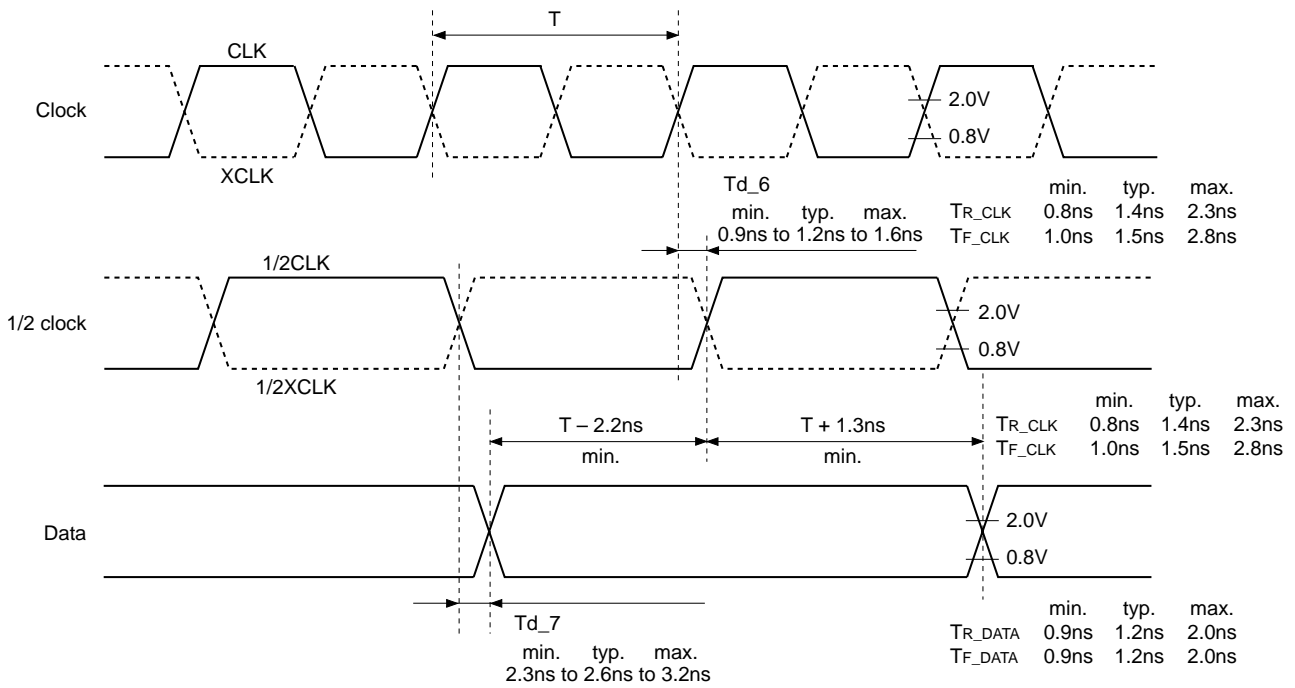 T
CLK
Clock
2.0V
0.8V
XCLK
Td_6
min. typ. max.
0.9ns to 1.2ns to 1.6ns
min. typ. max.
TR_CLK 0.8ns 1.4ns 2.3ns
TF_CLK 1.0ns 1.5ns 2.8ns
1/2CLK
1/2 clock
2.0V
0.8V
1/2XCLK
min. typ. max.
TR_CLK 0.8ns 1.4ns 2.3ns
TF_CLK 1.0ns 1.5ns 2.8ns
T – 2.2ns
min.
T + 1.3ns
min.
Data
2.0V
0.8V
Td_7
min. typ. max.
2.3ns to 2.6ns to 3.2ns
min. typ. max.
TR_DATA 0.9ns 1.2ns 2.0ns
TF_DATA 0.9ns 1.2ns 2.0ns